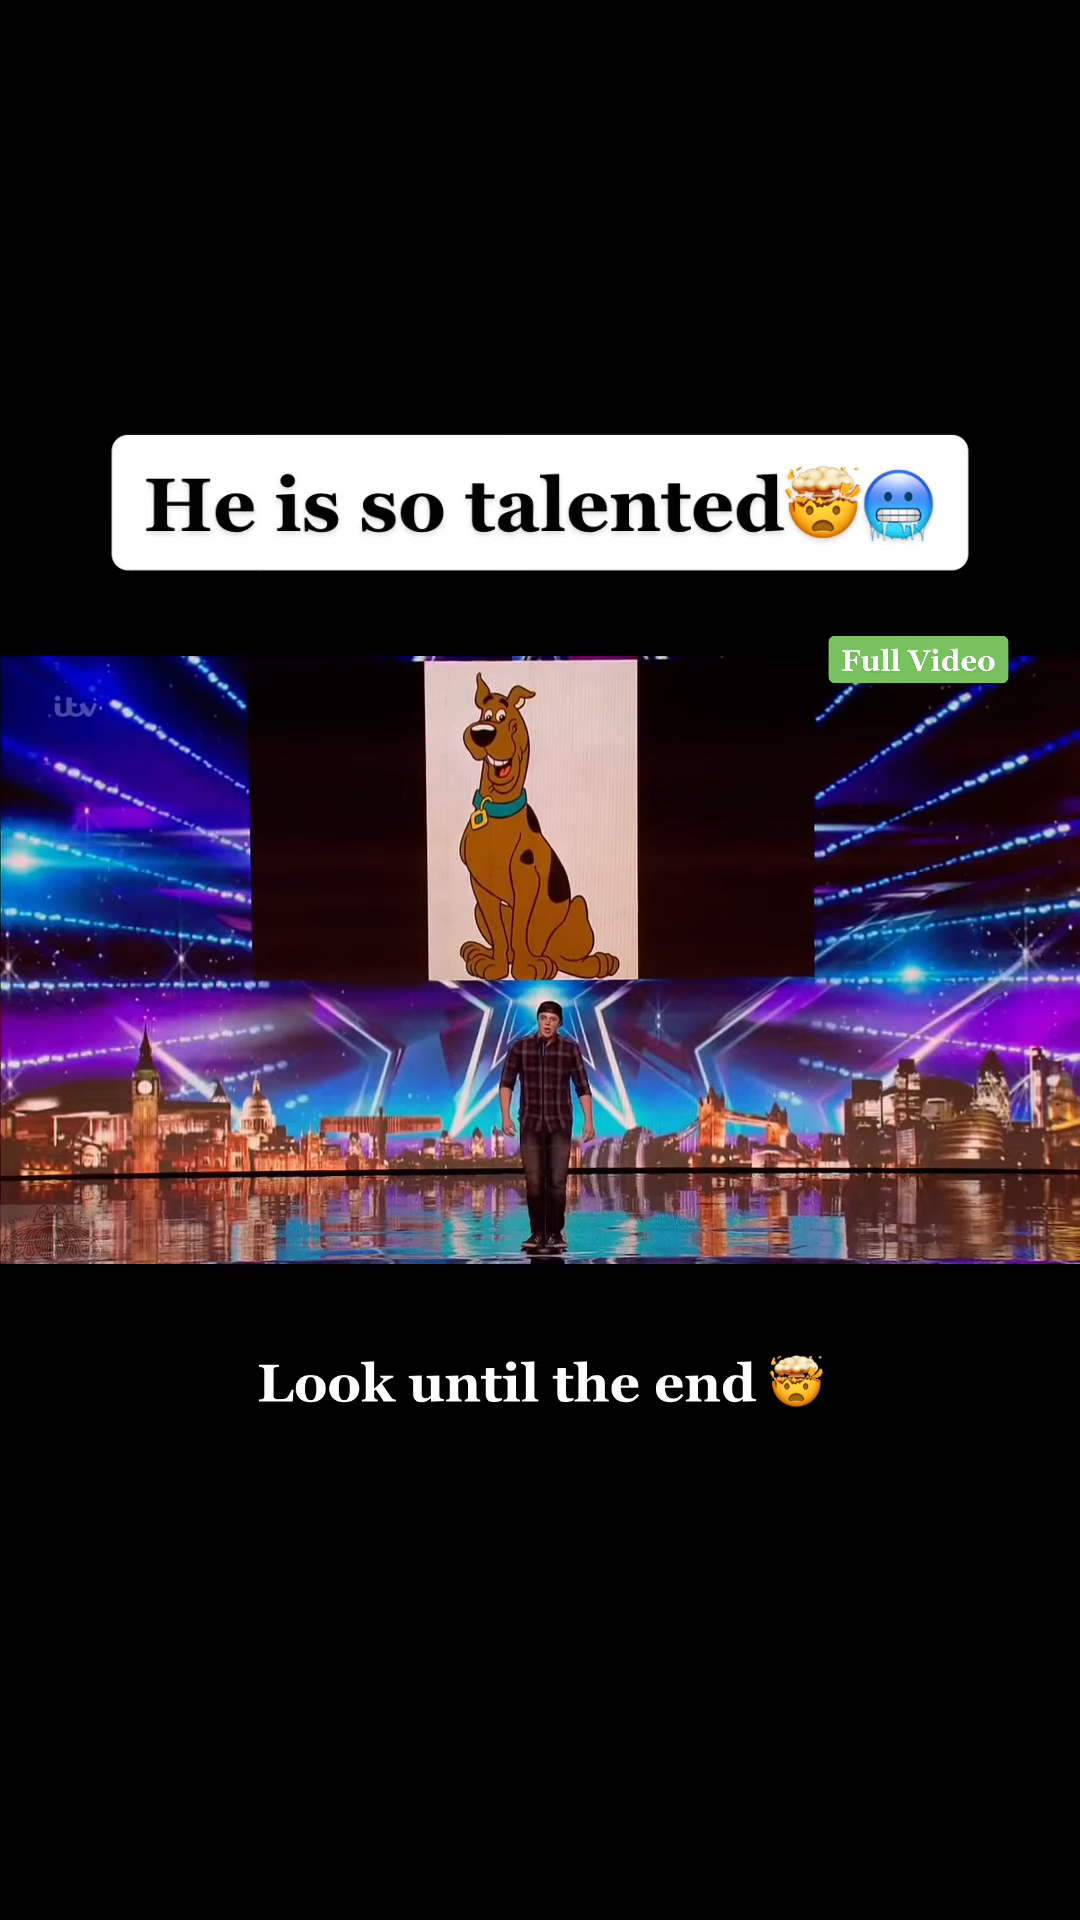 He is so talented🤯🥶
Full Video
itv
Look until the end 🤯